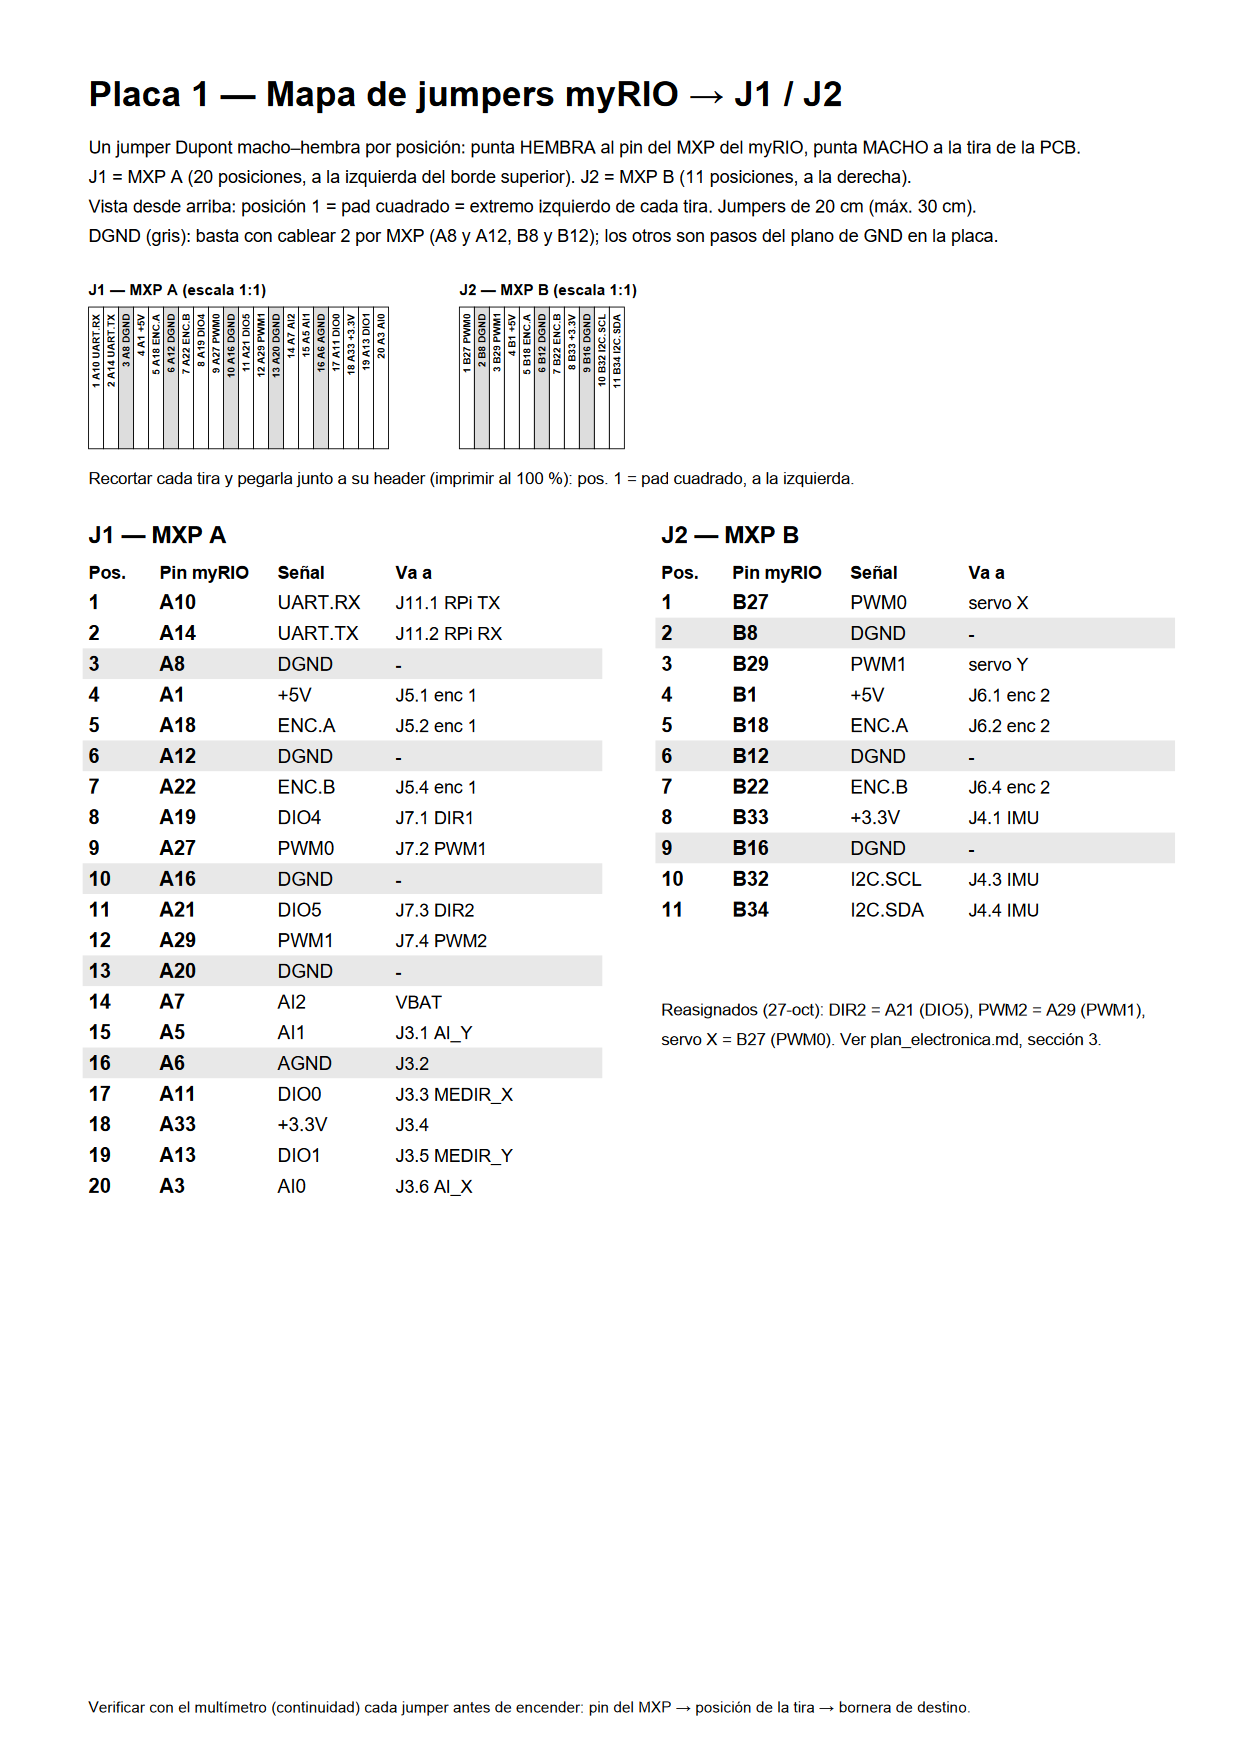 Placa 1 — Mapa de jumpers myRIO → J1 / J2
Un jumper Dupont macho–hembra por posición: punta HEMBRA al pin del MXP del myRIO, punta MACHO a la tira de la PCB.
J1 = MXP A (20 posiciones, a la izquierda del borde superior). J2 = MXP B (11 posiciones, a la derecha).
Vista desde arriba: posición 1 = pad cuadrado = extremo izquierdo de cada tira. Jumpers de 20 cm (máx. 30 cm).
DGND (gris): basta con cablear 2 por MXP (A8 y A12, B8 y B12); los otros son pasos del plano de GND en la placa.
J1 — MXP A (escala 1:1)
1 A10 UART.RX
2 A14 UART.TX
3 A8 DGND
4 A1 +5V
5 A18 ENC.A
6 A12 DGND
7 A22 ENC.B
8 A19 DIO4
9 A27 PWM0
10 A16 DGND
11 A21 DIO5
12 A29 PWM1
13 A20 DGND
14 A7 AI2
15 A5 AI1
16 A6 AGND
17 A11 DIO0
18 A33 +3.3V
19 A13 DIO1
20 A3 AI0
J2 — MXP B (escala 1:1)
1 B27 PWM0
2 B8 DGND
3 B29 PWM1
4 B1 +5V
5 B18 ENC.A
6 B12 DGND
7 B22 ENC.B
8 B33 +3.3V
9 B16 DGND
10 B32 I2C.SCL
11 B34 I2C.SDA
Recortar cada tira y pegarla junto a su header (imprimir al 100 %): pos. 1 = pad cuadrado, a la izquierda.
J1 — MXP A
Pos. Pin myRIO Señal Va a
1 A10 UART.RX J11.1 RPi TX
2 A14 UART.TX J11.2 RPi RX
3 A8 DGND -
4 A1 +5V J5.1 enc 1
5 A18 ENC.A J5.2 enc 1
6 A12 DGND -
7 A22 ENC.B J5.4 enc 1
8 A19 DIO4 J7.1 DIR1
9 A27 PWM0 J7.2 PWM1
10 A16 DGND -
11 A21 DIO5 J7.3 DIR2
12 A29 PWM1 J7.4 PWM2
13 A20 DGND -
14 A7 AI2 VBAT
15 A5 AI1 J3.1 AI_Y
16 A6 AGND J3.2
17 A11 DIO0 J3.3 MEDIR_X
18 A33 +3.3V J3.4
19 A13 DIO1 J3.5 MEDIR_Y
20 A3 AI0 J3.6 AI_X
J2 — MXP B
Pos. Pin myRIO Señal Va a
1 B27 PWM0 servo X
2 B8 DGND -
3 B29 PWM1 servo Y
4 B1 +5V J6.1 enc 2
5 B18 ENC.A J6.2 enc 2
6 B12 DGND -
7 B22 ENC.B J6.4 enc 2
8 B33 +3.3V J4.1 IMU
9 B16 DGND -
10 B32 I2C.SCL J4.3 IMU
11 B34 I2C.SDA J4.4 IMU
Reasignados (27-oct): DIR2 = A21 (DIO5), PWM2 = A29 (PWM1),
servo X = B27 (PWM0). Ver plan_electronica.md, sección 3.
Verificar con el multímetro (continuidad) cada jumper antes de encender: pin del MXP → posición de la tira → bornera de destino.